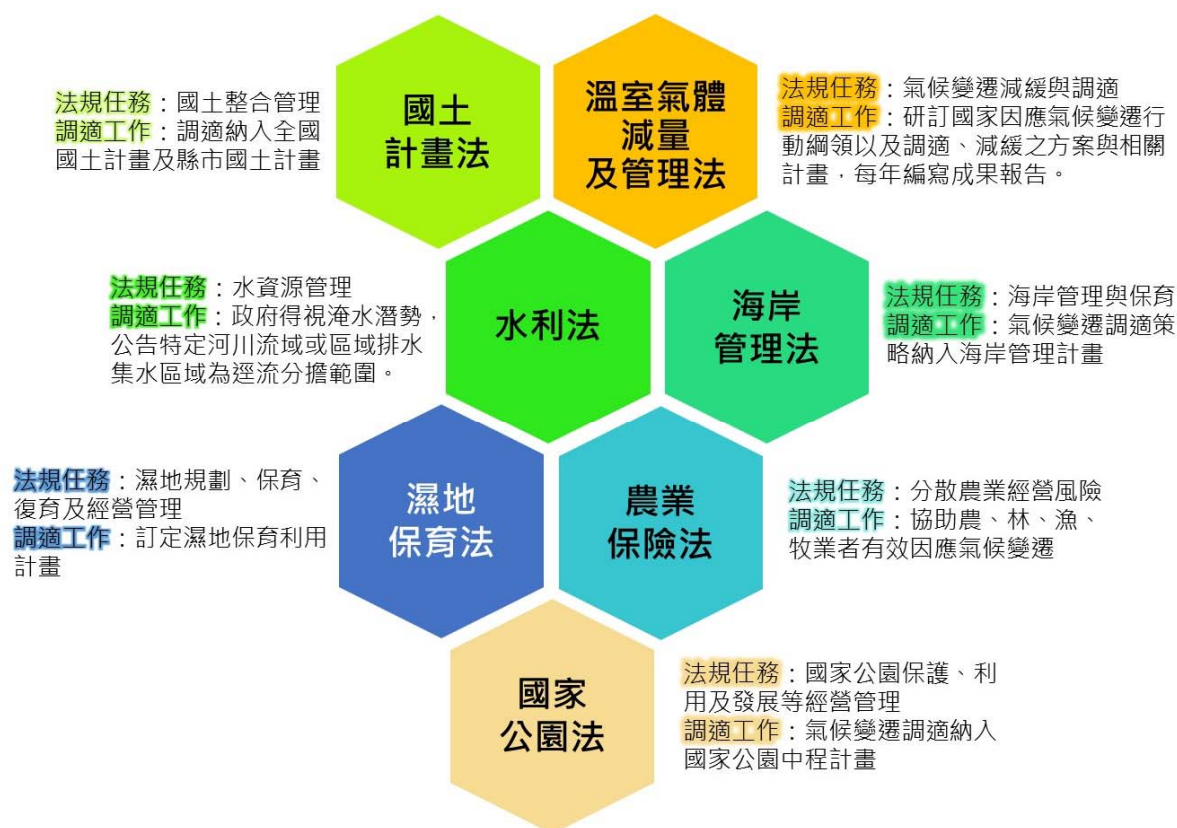 國土
計畫法
法規任務：國土整合管理
調適工作：調適納入全國
國土計畫及縣市國土計畫
溫室氣體
減量
及管理法
法規任務：氣候變遷減緩與調適
調適工作：研訂國家因應氣候變遷行
動綱領以及調適、減緩之方案與相關
計畫，每年編寫成果報告。
水利法
法規任務：水資源管理
調適工作：政府得視淹水潛勢，
公告特定河川流域或區域排水
集水區域為逕流分擔範圍。
海岸
管理法
法規任務：海岸管理與保育
調適工作：氣候變遷調適策
略納入海岸管理計畫
濕地
保育法
法規任務：濕地規劃、保育、
復育及經營管理
調適工作：訂定濕地保育利用
計畫
農業
保險法
法規任務：分散農業經營風險
調適工作：協助農、林、漁、
牧業者有效因應氣候變遷
國家
公園法
法規任務：國家公園保護、利
用及發展等經營管理
調適工作：氣候變遷調適納入
國家公園中程計畫